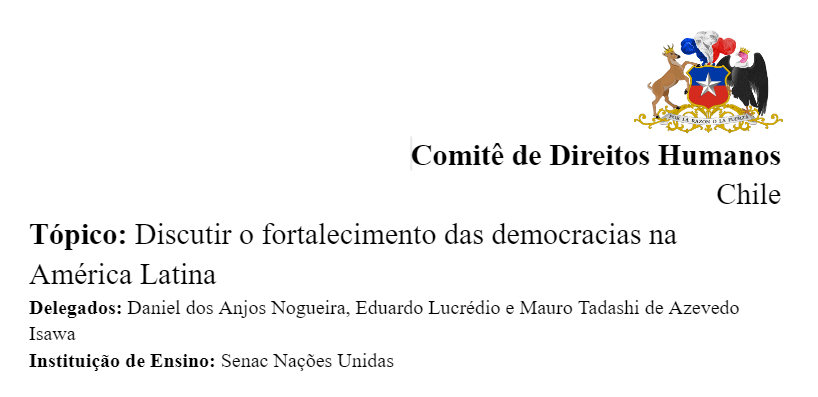 POR LA RAZON O LA FUERZA
Comitê de Direitos Humanos
Chile
Tópico: Discutir o fortalecimento das democracias na
América Latina
Delegados: Daniel dos Anjos Nogueira, Eduardo Lucrédio e Mauro Tadashi de Azevedo
Isawa
Instituição de Ensino: Senac Nações Unidas